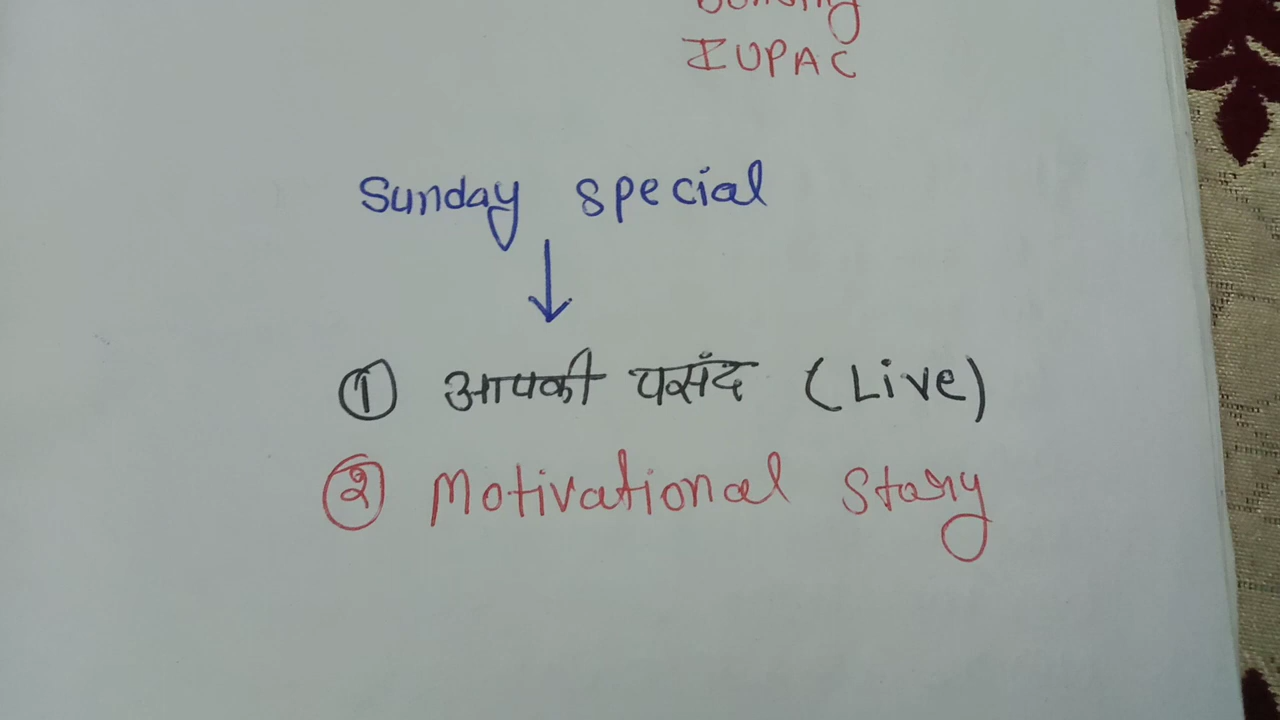 IUPAC
Sunday special
↓
① आपकी पसंद (Live)
② Motivational Story